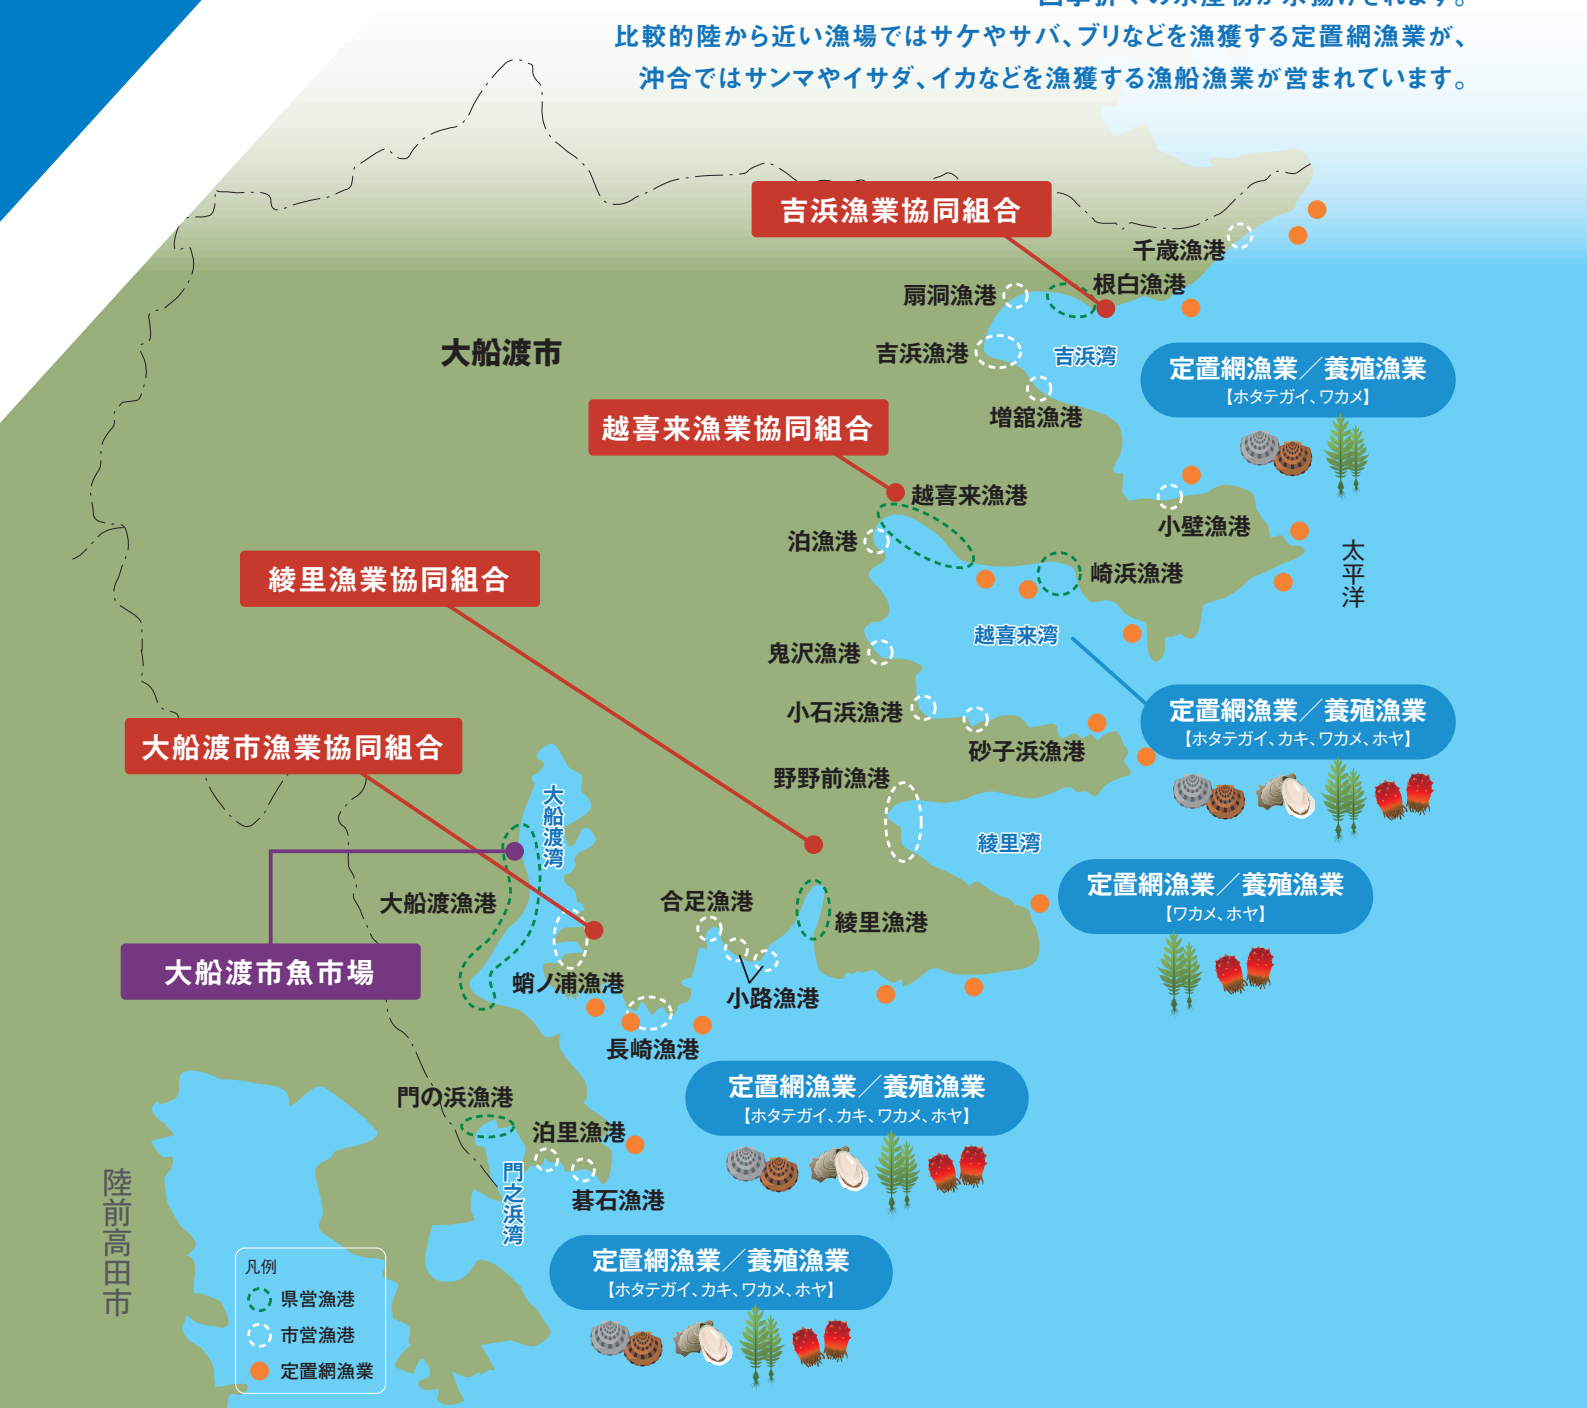 比較的陸から近い漁場ではサケやサバ、ブリなどを漁獲する定置網漁業が、
沖合ではサンマやイサダ、イカなどを漁獲する漁船漁業が営まれています。
吉浜漁業協同組合
千歳漁港
根白漁港
扇洞漁港
大船渡市
吉浜漁港
吉浜湾
定置網漁業／養殖漁業
【ホタテガイ、ワカメ】
増舘漁港
越喜来漁業協同組合
越喜来漁港
小壁漁港
泊漁港
太平洋
綾里漁業協同組合
崎浜漁港
越喜来湾
鬼沢漁港
小石浜漁港
定置網漁業／養殖漁業
【ホタテガイ、カキ、ワカメ、ホヤ】
大船渡市漁業協同組合
砂子浜漁港
野野前漁港
大船渡湾
綾里湾
定置網漁業／養殖漁業
【ワカメ、ホヤ】
大船渡漁港
合足漁港
綾里漁港
大船渡市魚市場
蛸ノ浦漁港
小路漁港
長崎漁港
定置網漁業／養殖漁業
【ホタテガイ、カキ、ワカメ、ホヤ】
門の浜漁港
泊里漁港
門之浜湾
碁石漁港
陸前高田市
定置網漁業／養殖漁業
【ホタテガイ、カキ、ワカメ、ホヤ】
凡例
県営漁港
市営漁港
定置網漁業